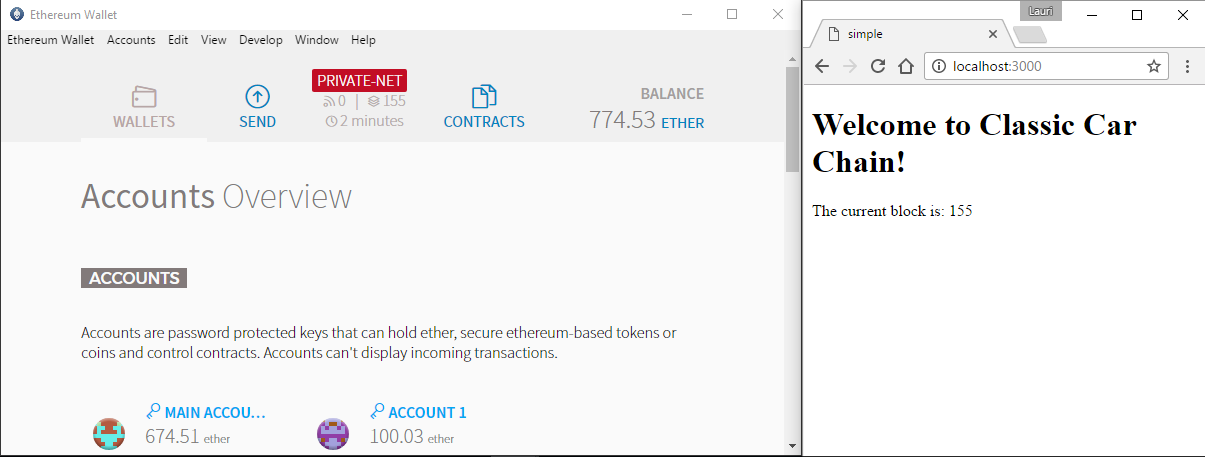 Ethereum Wallet
Ethereum Wallet Accounts Edit View Develop Window Help
WALLETS
SEND
PRIVATE-NET
0 | 155
2 minutes
CONTRACTS
BALANCE
774.53 ETHER
Accounts Overview
ACCOUNTS
Accounts are password protected keys that can hold ether, secure ethereum-based tokens or
coins and control contracts. Accounts can't display incoming transactions.
MAIN ACCOU...
674.51 ether
ACCOUNT 1
100.03 ether
Lauri
simple
localhost:3000
Welcome to Classic Car
Chain!
The current block is: 155